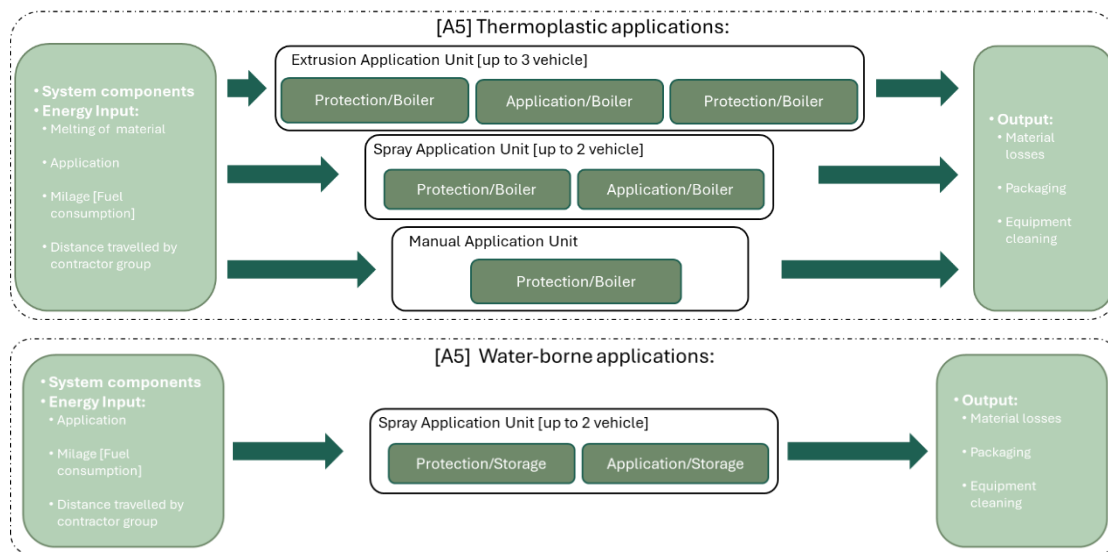 [A5] Thermoplastic applications:
• System components
• Energy Input:
• Melting of material
• Application
• Milage [Fuel
consumption]
• Distance travelled by
contractor group
Extrusion Application Unit [up to 3 vehicle]
Protection/Boiler
Application/Boiler
Protection/Boiler
Spray Application Unit [up to 2 vehicle]
Protection/Boiler
Application/Boiler
Manual Application Unit
Protection/Boiler
• Output:
• Material
losses
• Packaging
• Equipment
cleaning
[A5] Water-borne applications:
• System components
• Energy Input:
• Application
• Milage [Fuel
consumption]
• Distance travelled by
contractor group
Spray Application Unit [up to 2 vehicle]
Protection/Storage
Application/Storage
• Output:
• Material losses
• Packaging
• Equipment
cleaning